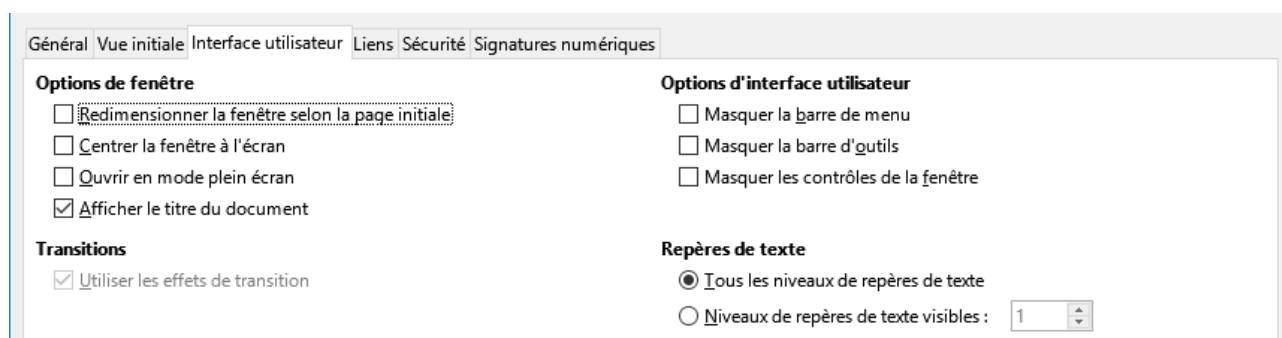 Général Vue initiale Interface utilisateur Liens Sécurité Signatures numériques
Options de fenêtre
Redimensionner la fenêtre selon la page initiale
Centrer la fenêtre à l'écran
Ouvrir en mode plein écran
Afficher le titre du document
Transitions
Utiliser les effets de transition
Options d'interface utilisateur
Masquer la barre de menu
Masquer la barre d'outils
Masquer les contrôles de la fenêtre
Repères de texte
Tous les niveaux de repères de texte
Niveaux de repères de texte visibles : 1